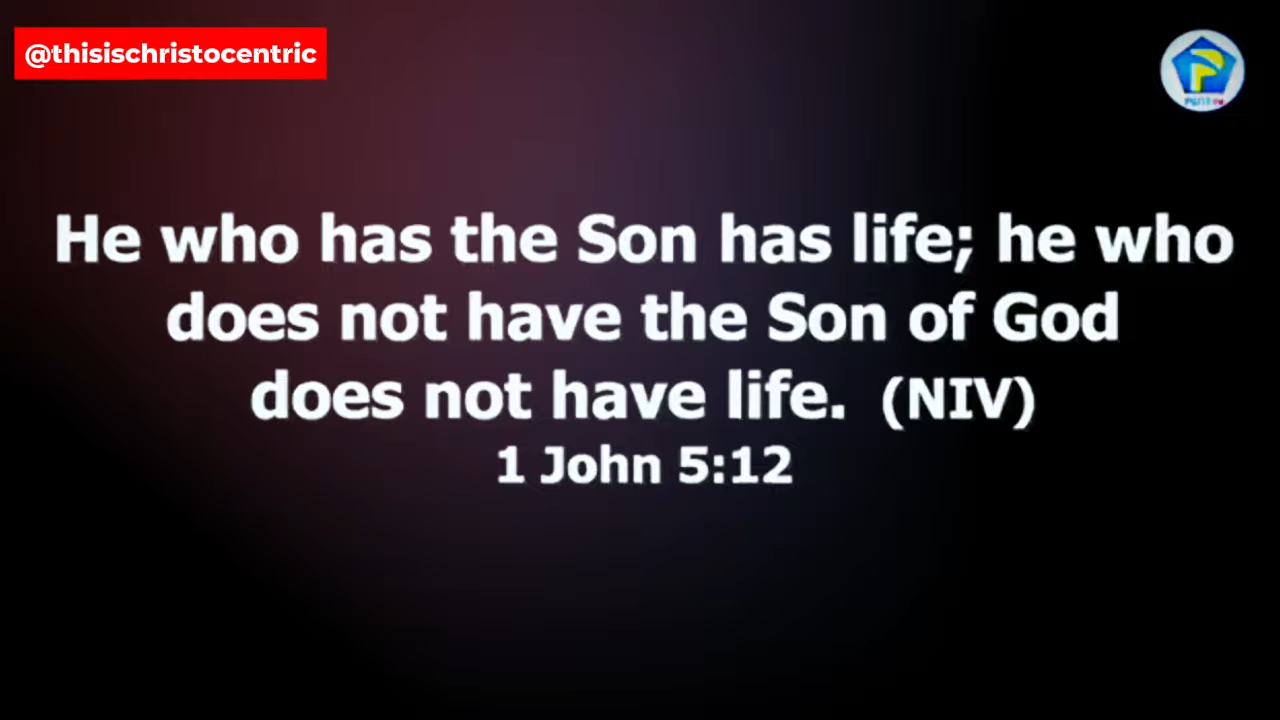 @thisischristocentric
He who has the Son has life; he who
does not have the Son of God
does not have life. (NIV)
1 John 5:12